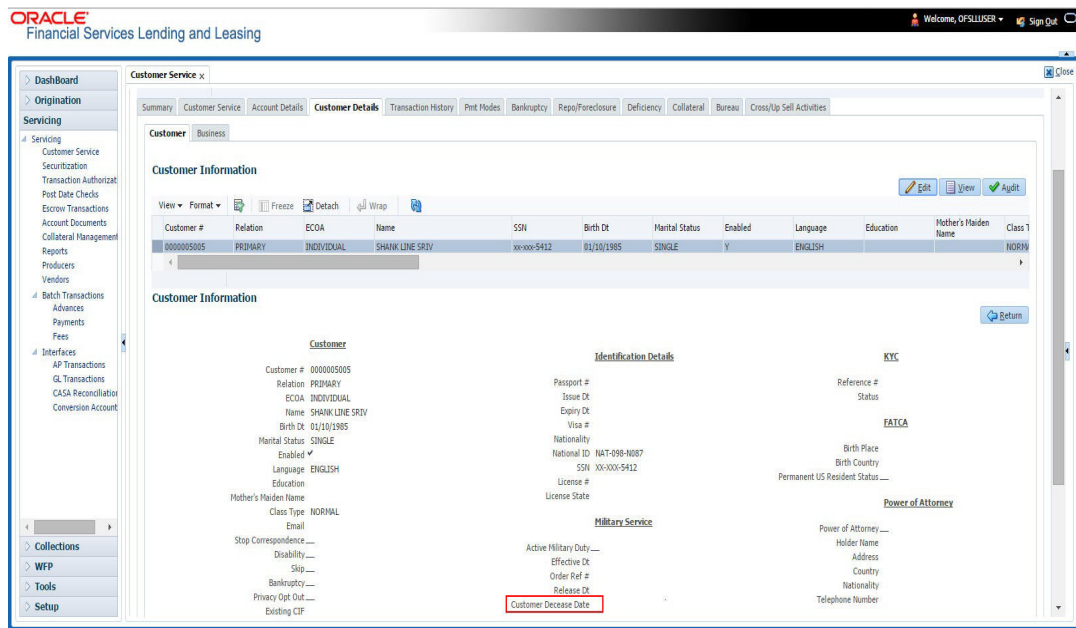 ORACLE'
Financial Services Lending and Leasing
Welcome, OFSLLUSER
Sign Out
Close
DashBoard
Origination
Servicing
Servicing
Customer Service
Securitization
Transaction Authorizat
Post Date Checks
Escrow Transactions
Account Documents
Collateral Management
Reports
Producers
Vendors
Batch Transactions
Advances
Payments
Fees
Interfaces
AP Transactions
GL Transactions
CASA Reconciliation
Conversion Account
Collections
WFP
Tools
Setup
Customer Service x
Summary Customer Service Account Details Customer Details Transaction History Pmt Modes Bankruptcy Repo/Foreclosure Deficiency Collateral Bureau Cross/Up Sell Activities
Customer Business
Customer Information
Edit View Audit
View Format Freeze Detach Wrap
Customer # Relation ECOA Name SSN Birth Dt Marital Status Enabled Language Education Mother's Maiden Name Class T
0000005005 PRIMARY INDIVIDUAL SHANK LINE SRIV xx-xxx-5412 01/10/1985 SINGLE Y ENGLISH NORM
Customer Information
Return
Customer
Customer # 0000005005
Relation PRIMARY
ECOA INDIVIDUAL
Name SHANK LINE SRIV
Birth Dt 01/10/1985
Marital Status SINGLE
Enabled ✔
Language ENGLISH
Education
Mother's Maiden Name
Class Type NORMAL
Email
Stop Correspondence
Disability
Skip
Bankruptcy
Privacy Opt Out
Existing CIF
Identification Details
Passport #
Issue Dt
Expiry Dt
Visa #
Nationality
National ID NAT-098-N087
SSN XX-XXX-5412
License #
License State
Military Service
Active Military Duty
Effective Dt
Order Ref #
Release Dt
Customer Decease Date
KYC
Reference #
Status
FATCA
Birth Place
Birth Country
Permanent US Resident Status
Power of Attorney
Power of Attorney
Holder Name
Address
Country
Nationality
Telephone Number